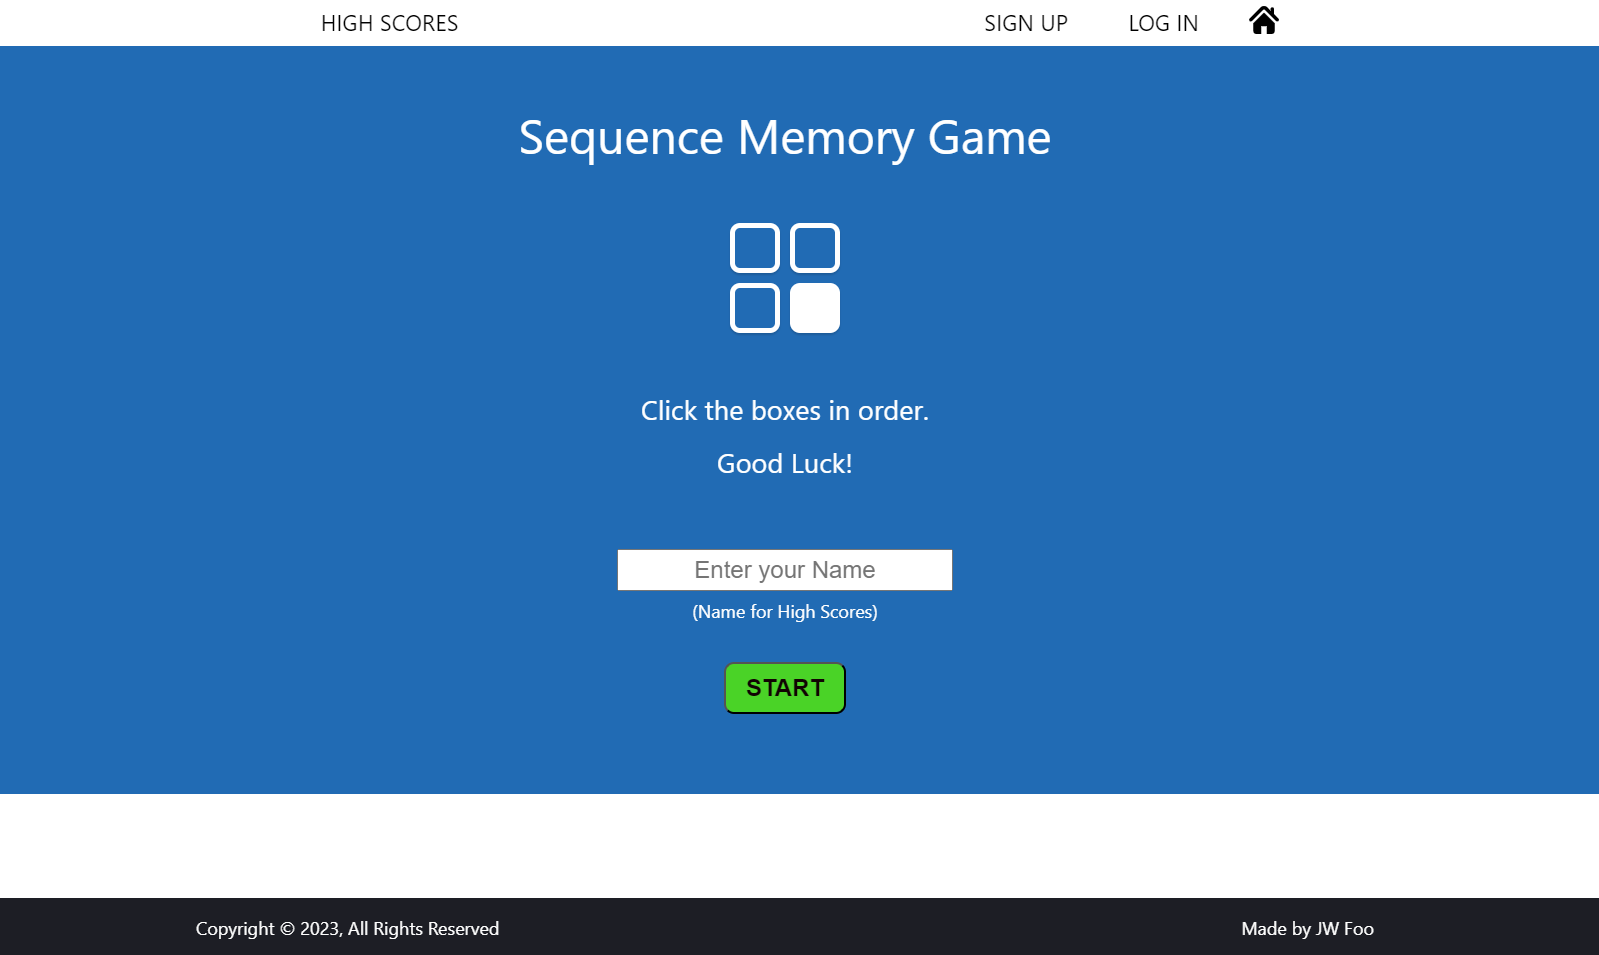 HIGH SCORES SIGN UP LOG IN
Sequence Memory Game
Click the boxes in order.
Good Luck!
Enter your Name
(Name for High Scores)
START
Copyright © 2023, All Rights Reserved Made by JW Foo